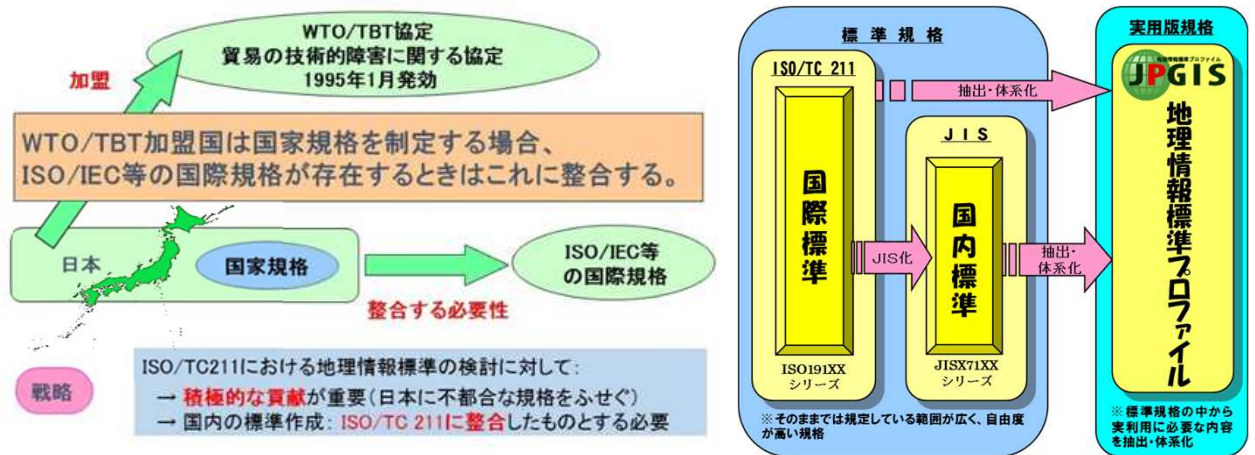 WTO/TBT協定
貿易の技術的障害に関する協定
1995年1月発効
加盟
WTO/TBT加盟国は国家規格を制定する場合、
ISO/IEC等の国際規格が存在するときはこれに整合する。
日本
国家規格
ISO/IEC等
の国際規格
整合する必要性
戦略
ISO/TC211における地理情報標準の検討に対して:
→ 積極的な貢献が重要(日本に不都合な規格をふせぐ)
→ 国内の標準作成: ISO/TC 211に整合したものとする必要
標準規格
ISO/TC 211
国際標準
ISO191XX
シリーズ
JIS化
JIS
国内標準
JISX71XX
シリーズ
抽出・体系化
抽出・
体系化
※そのままでは規定している範囲が広く、自由度
が高い規格
実用版規格
地理情報標準プロファイル
JPGIS
地理情報標準プロファイル
※標準規格の中から
実利用に必要な内容
を抽出・体系化